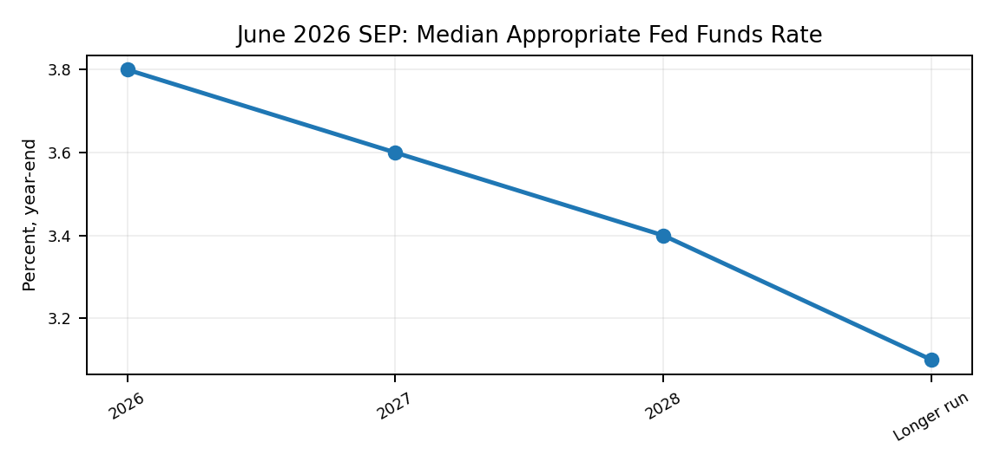 June 2026 SEP: Median Appropriate Fed Funds Rate
Percent, year-end
3.8
3.6
3.4
3.2
2026
2027
2028
Longer run